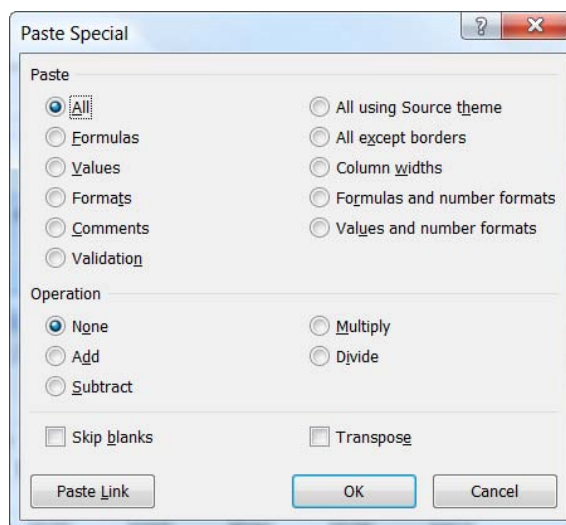 Paste Special
?
Paste
All
All using Source theme
Formulas
All except borders
Values
Column widths
Formats
Formulas and number formats
Comments
Values and number formats
Validation
Operation
None
Multiply
Add
Divide
Subtract
Skip blanks
Transpose
Paste Link
OK
Cancel